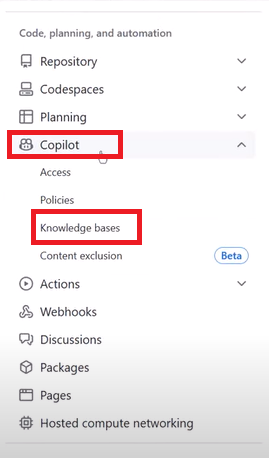 Code, planning, and automation
Repository
Codespaces
Planning
Copilot
Access
Policies
Knowledge bases
Content exclusion Beta
Actions
Webhooks
Discussions
Packages
Pages
Hosted compute networking